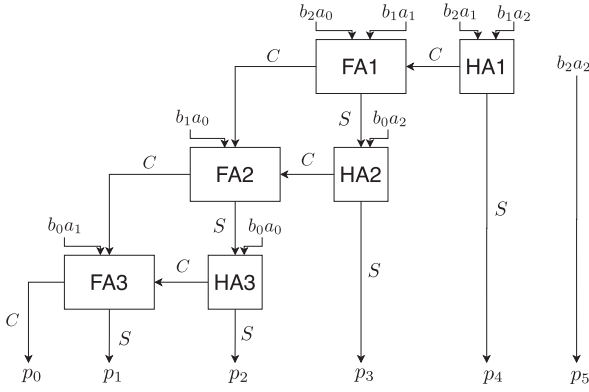 b₂a₀ b₁a₁ b₂a₁ b₁a₂
C FA1 C HA1 b₂a₂
b₁a₀ S b₀a₂
C FA2 C HA2
b₀a₁ S b₀a₀ S
FA3 C HA3 S
C S S
p₀ p₁ p₂ p₃ p₄ p₅